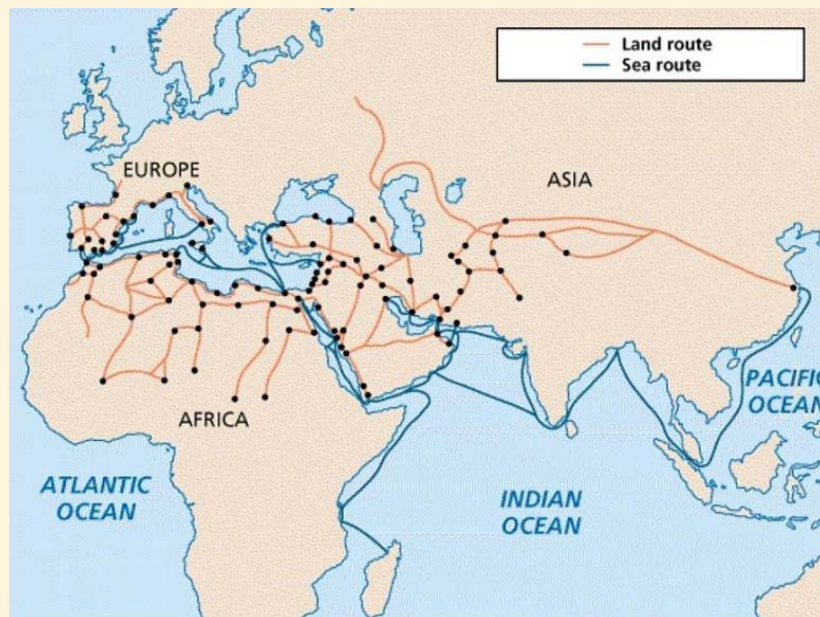 Land route
Sea route
EUROPE
ASIA
AFRICA
PACIFIC
OCEAN
ATLANTIC
OCEAN
INDIAN
OCEAN